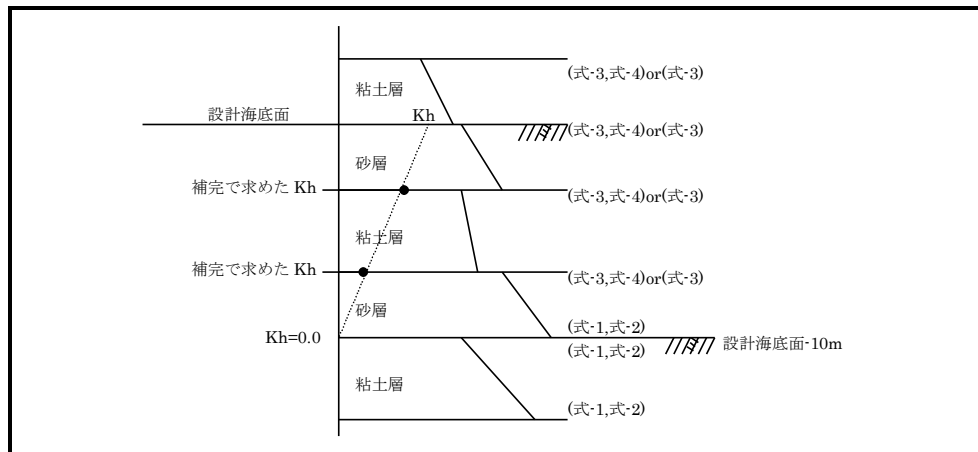 (式-3,式-4)or(式-3)
粘土層
設計海底面
Kh
(式-3,式-4)or(式-3)
砂層
補完で求めた Kh
(式-3,式-4)or(式-3)
粘土層
補完で求めた Kh
(式-3,式-4)or(式-3)
砂層
(式-1,式-2)
Kh=0.0
(式-1,式-2)
設計海底面-10m
粘土層
(式-1,式-2)